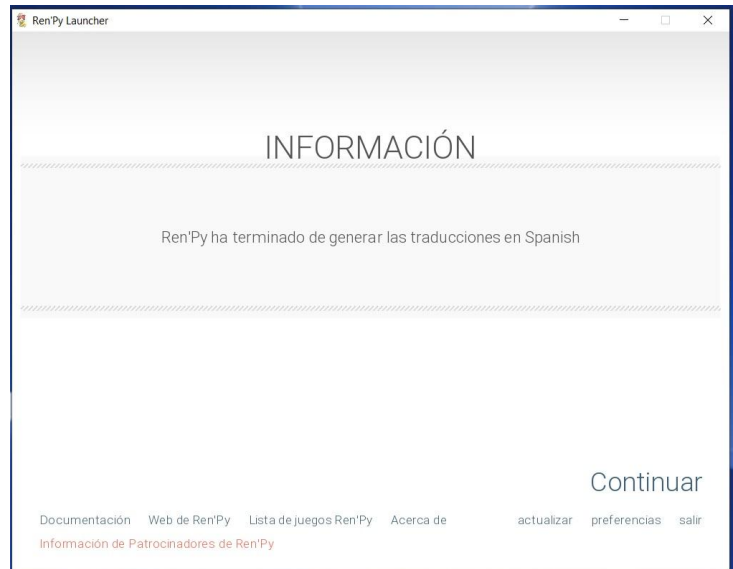 Ren'Py Launcher
INFORMACIÓN
Ren'Py ha terminado de generar las traducciones en Spanish
Continuar
Documentación Web de Ren'Py Lista de juegos Ren'Py Acerca de actualizar preferencias salir
Información de Patrocinadores de Ren'Py